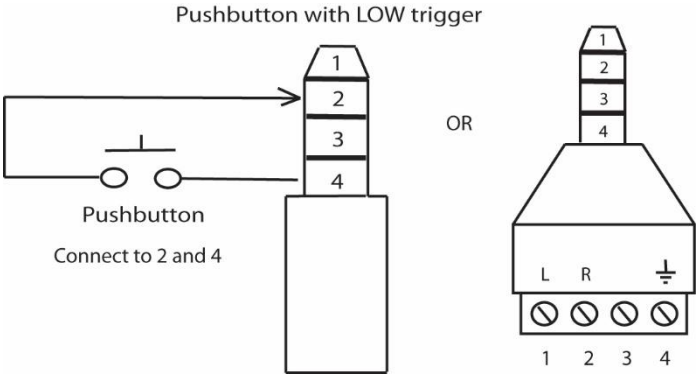 Pushbutton with LOW trigger
1
2
3
4
Pushbutton
Connect to 2 and 4
OR
1
2
3
4
L R
1 2 3 4